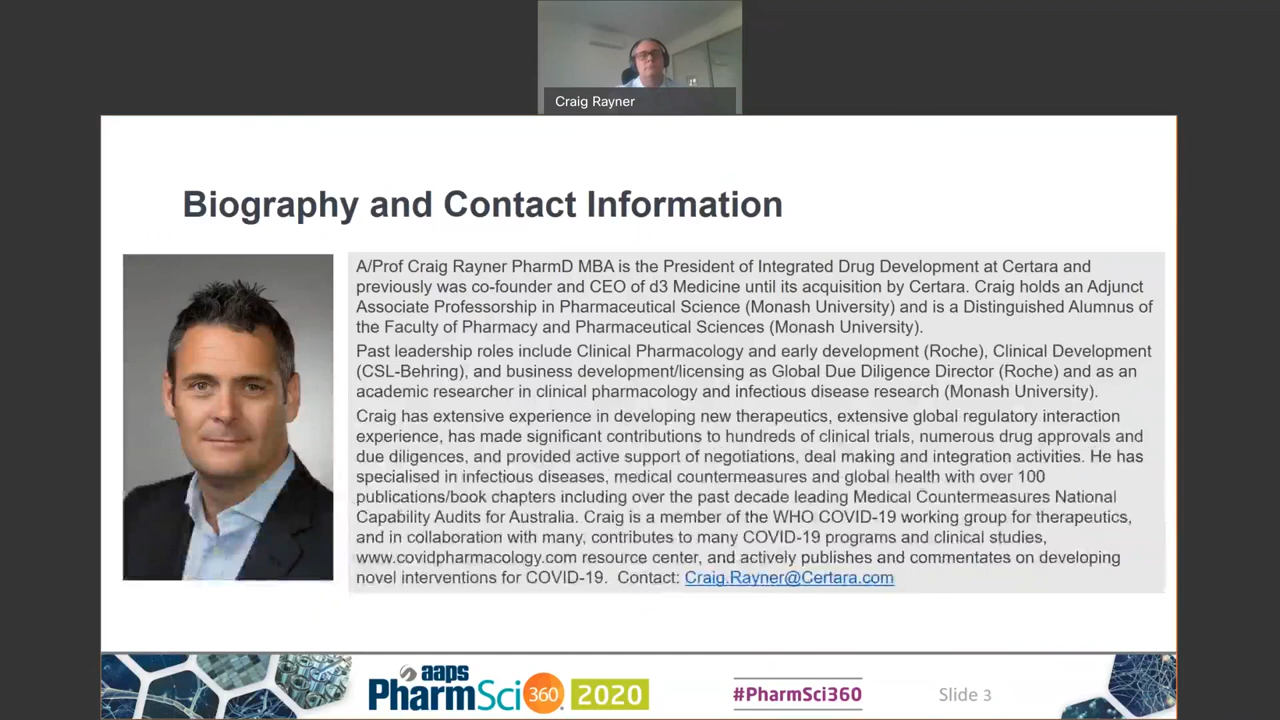 Craig Rayner
Biography and Contact Information
A/Prof Craig Rayner PharmD MBA is the President of Integrated Drug Development at Certara and
previously was co-founder and CEO of d3 Medicine until its acquisition by Certara. Craig holds an Adjunct
Associate Professorship in Pharmaceutical Science (Monash University) and is a Distinguished Alumnus of
the Faculty of Pharmacy and Pharmaceutical Sciences (Monash University).
Past leadership roles include Clinical Pharmacology and early development (Roche), Clinical Development
(CSL-Behring), and business development/licensing as Global Due Diligence Director (Roche) and as an
academic researcher in clinical pharmacology and infectious disease research (Monash University).
Craig has extensive experience in developing new therapeutics, extensive global regulatory interaction
experience, has made significant contributions to hundreds of clinical trials, numerous drug approvals and
due diligences, and provided active support of negotiations, deal making and integration activities. He has
specialised in infectious diseases, medical countermeasures and global health with over 100
publications/book chapters including over the past decade leading Medical Countermeasures National
Capability Audits for Australia. Craig is a member of the WHO COVID-19 working group for therapeutics,
and in collaboration with many, contributes to many COVID-19 programs and clinical studies,
www.covidpharmacology.com resource center, and actively publishes and commentates on developing
novel interventions for COVID-19. Contact: Craig.Rayner@Certara.com
aaps
PharmSci 360 2020
#PharmSci360
Slide 3